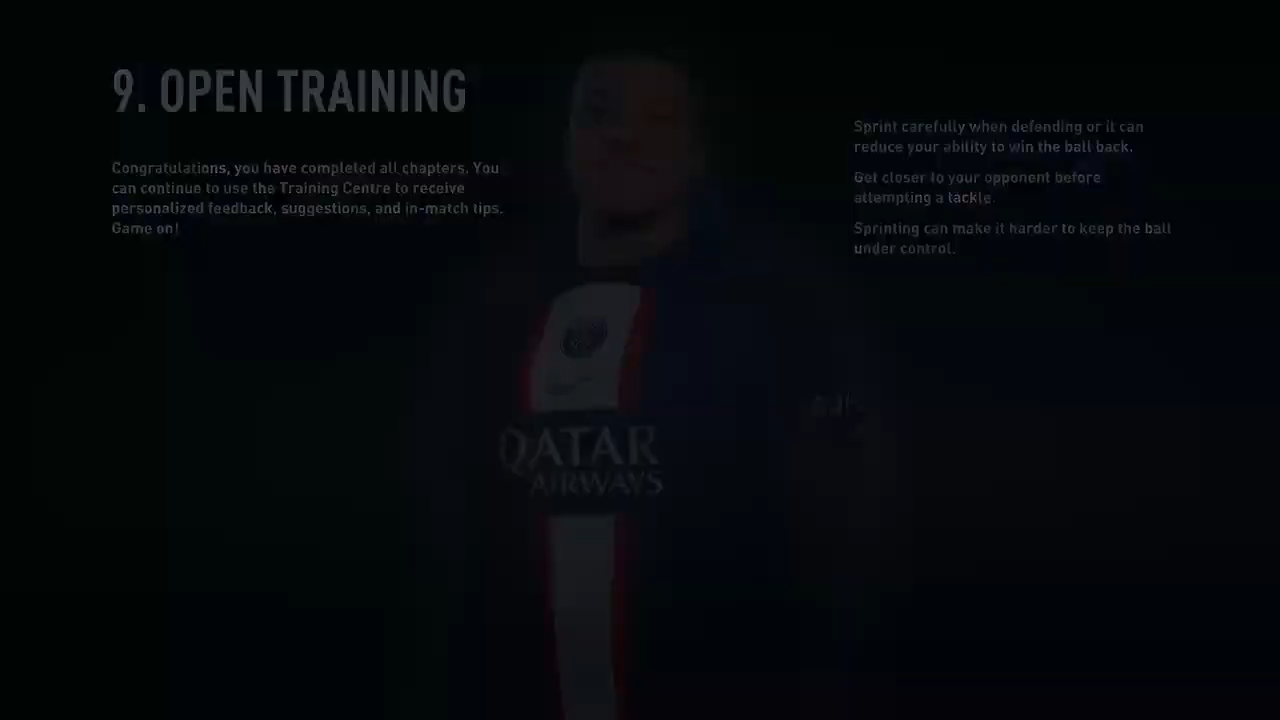 9. OPEN TRAINING
Congratulations, you have completed all chapters. You
can continue to use the Training Centre to receive
personalized feedback, suggestions, and in-match tips.
Game on!
Sprint carefully when defending or it can
reduce your ability to win the ball back.
Get closer to your opponent before
attempting a tackle.
Sprinting can make it harder to keep the ball
under control.
QATAR
AIRWAYS